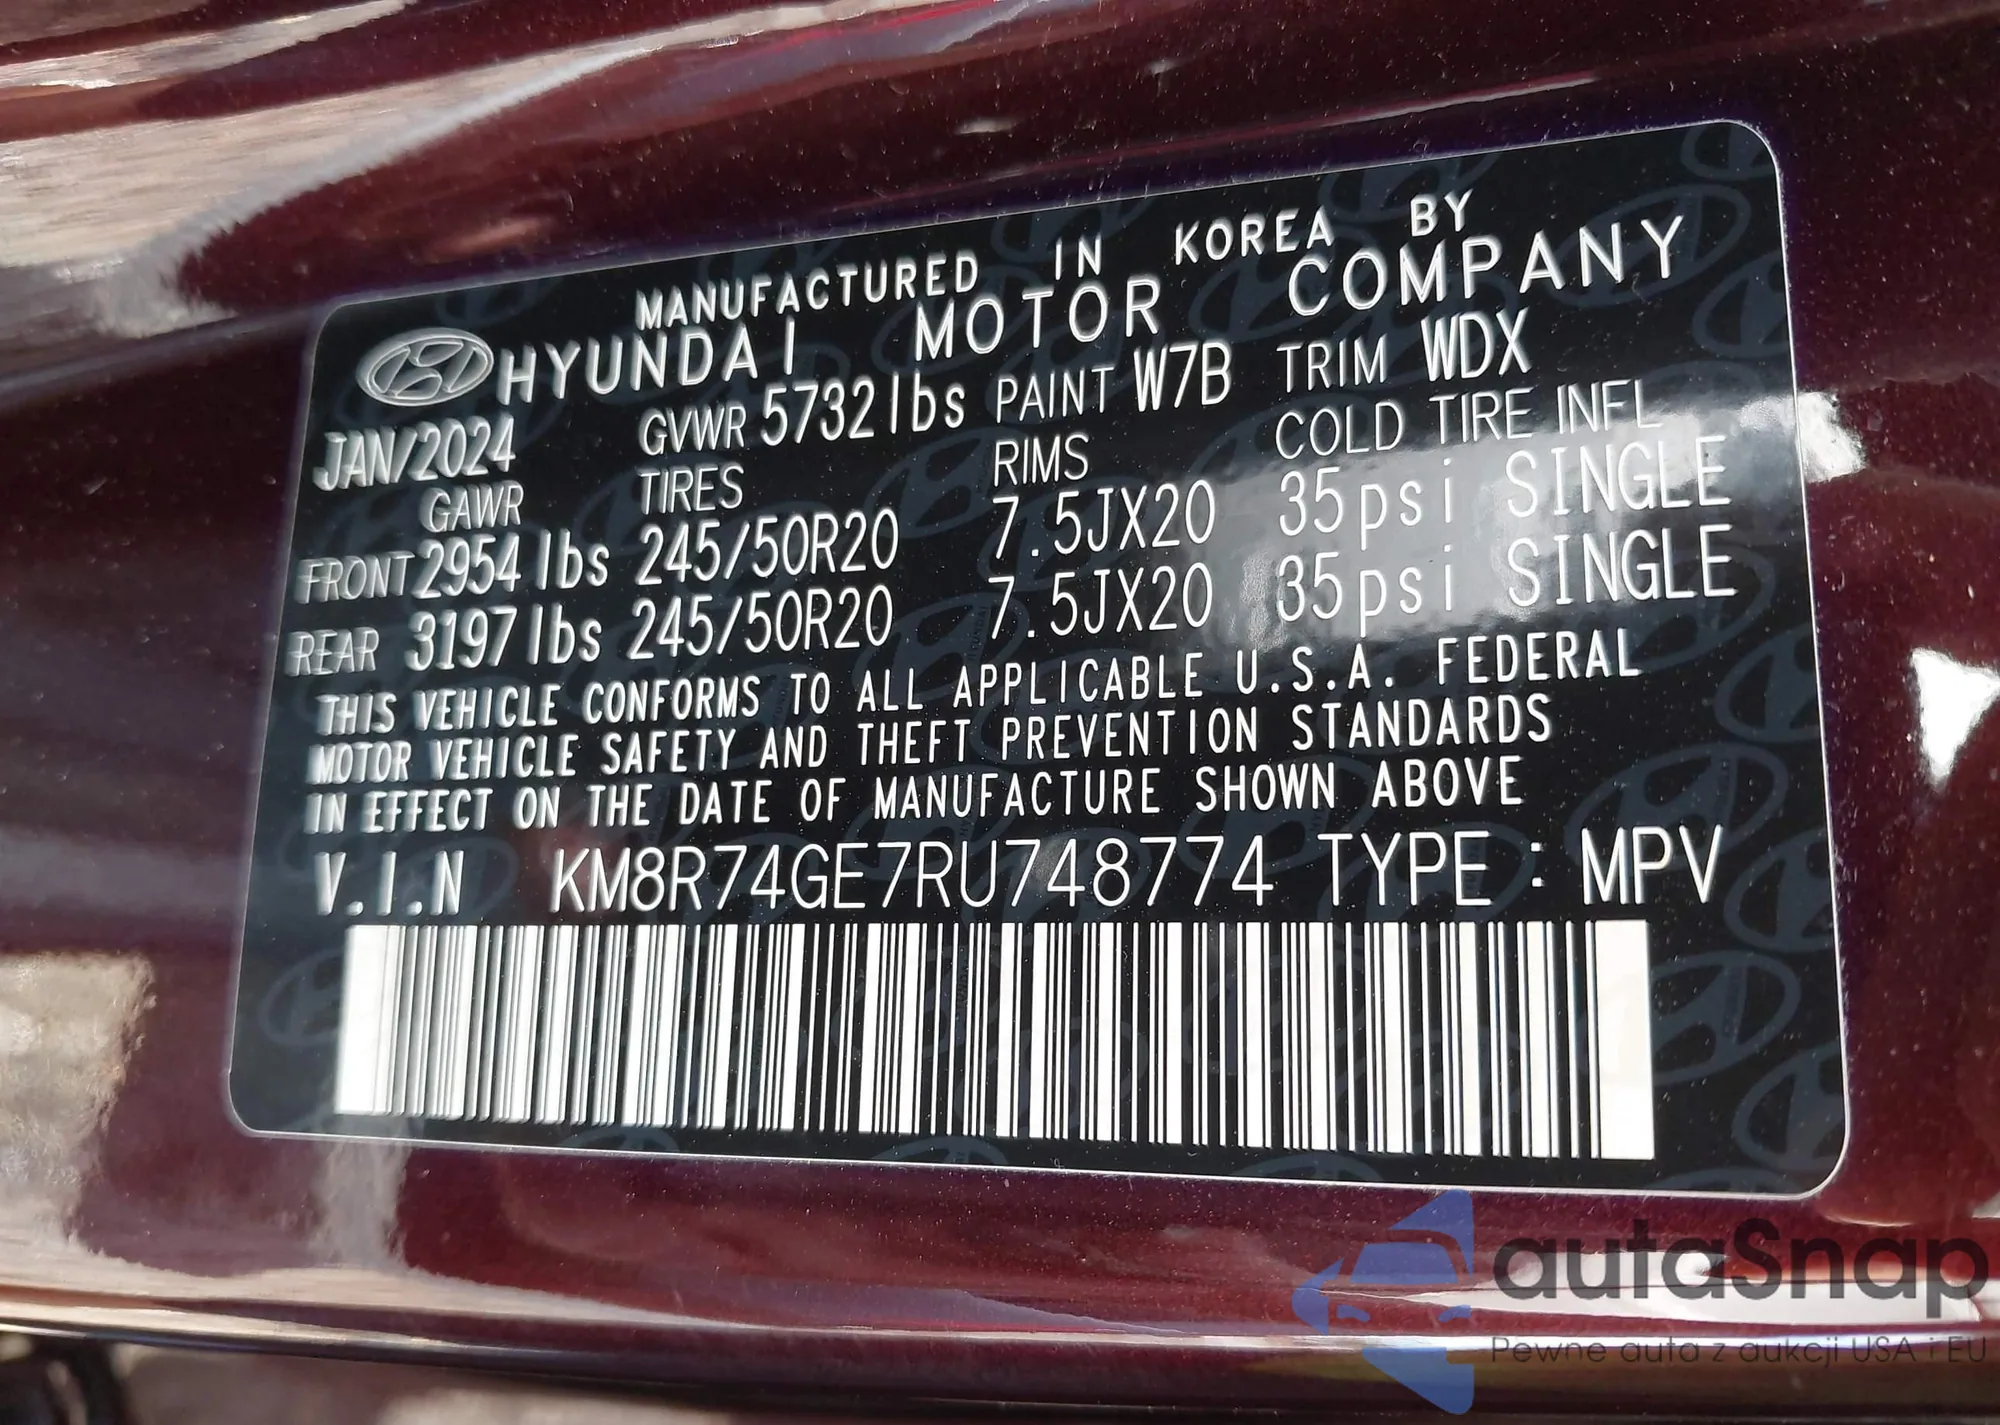 MANUFACTURED IN KOREA BY
HYUNDAI MOTOR COMPANY
JAN/2024 GVWR 5732lbs PAINT W7B TRIM WDX
GAWR TIRES RIMS COLD TIRE INFL
FRONT 2954lbs 245/50R20 7.5JX20 35psi SINGLE
REAR 3197lbs 245/50R20 7.5JX20 35psi SINGLE
THIS VEHICLE CONFORMS TO ALL APPLICABLE U.S.A. FEDERAL
MOTOR VEHICLE SAFETY AND THEFT PREVENTION STANDARDS
IN EFFECT ON THE DATE OF MANUFACTURE SHOWN ABOVE
V.I.N KM8R74GE7RU748774 TYPE : MPV
autaSnap
Pewne auta z aukcji USA i EU